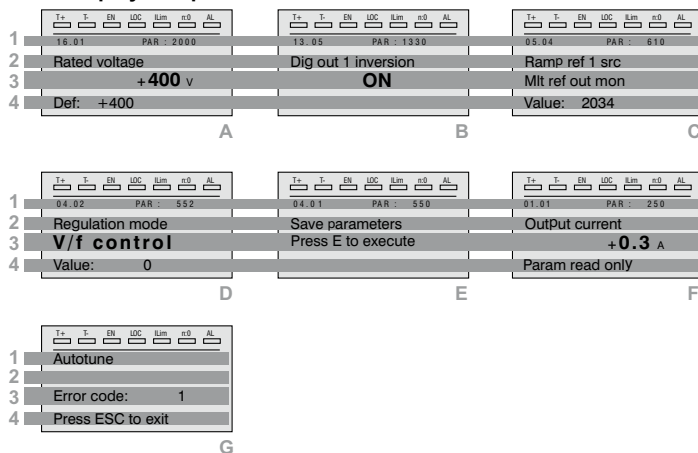 T+ T- EN LOC ILim n:0 AL
1 16.01 PAR : 2000
2 Rated voltage
3 +400 V
4 Def: +400
A
T+ T- EN LOC ILim n:0 AL
13.05 PAR : 1330
Dig out 1 inversion
ON
B
T+ T- EN LOC ILim n:0 AL
05.04 PAR : 610
Ramp ref 1 src
Mlt ref out mon
Value: 2034
C
T+ T- EN LOC ILim n:0 AL
1 04.02 PAR : 552
2 Regulation mode
3 V/f control
4 Value: 0
D
T+ T- EN LOC ILim n:0 AL
04.01 PAR : 550
Save parameters
Press E to execute
E
T+ T- EN LOC ILim n:0 AL
01.01 PAR : 250
Output current
+0.3 A
Param read only
F
T+ T- EN LOC ILim n:0 AL
1 Autotune
2
3 Error code: 1
4 Press ESC to exit
G